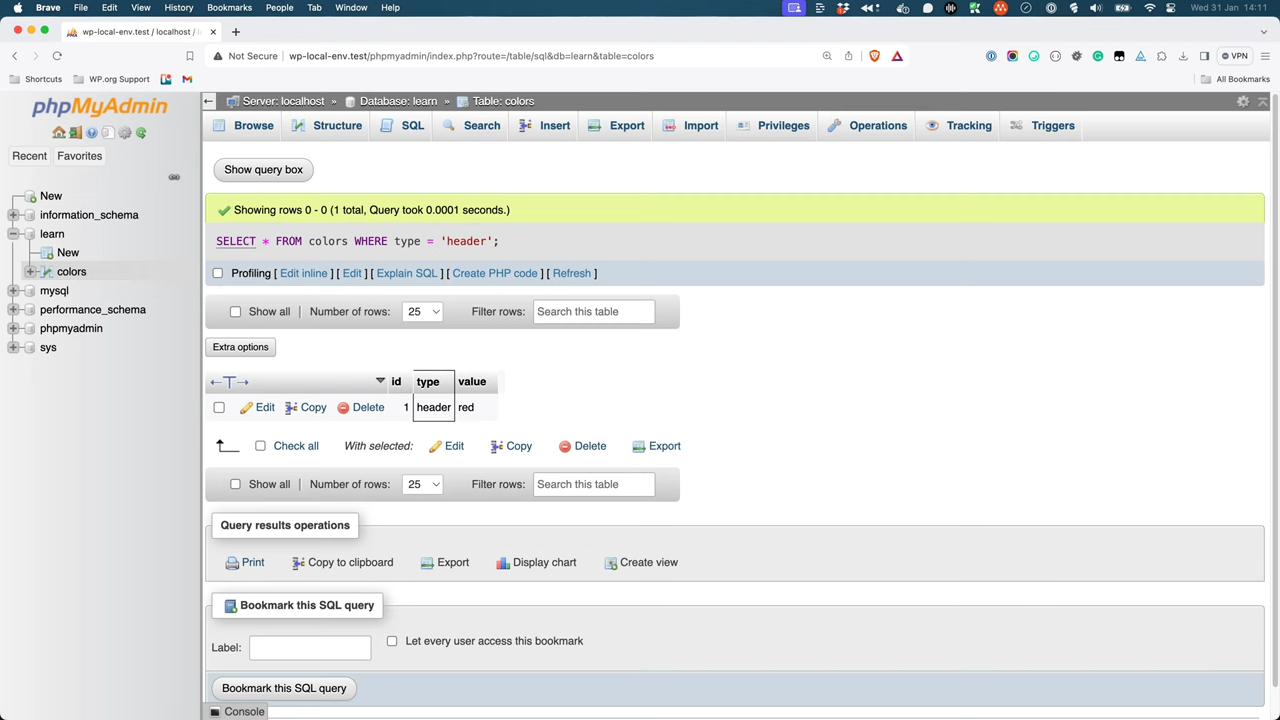 Brave File Edit View History Bookmarks People Tab Window Help Wed 31 Jan 14:11
wp-local-env.test / localhost /
Not Secure wp-local-env.test/phpmyadmin/index.php?route=/table/sql&db=learn&table=colors VPN
Shortcuts WP.org Support All Bookmarks
phpMyAdmin
Recent Favorites
New
information_schema
learn
New
colors
mysql
performance_schema
phpmyadmin
sys
Server: localhost » Database: learn » Table: colors
Browse Structure SQL Search Insert Export Import Privileges Operations Tracking Triggers
Show query box
Showing rows 0 - 0 (1 total, Query took 0.0001 seconds.)
SELECT * FROM colors WHERE type = 'header';
Profiling [ Edit inline ] [ Edit ] [ Explain SQL ] [ Create PHP code ] [ Refresh ]
Show all | Number of rows: 25 Filter rows: Search this table
Extra options
←T→ id type value
Edit Copy Delete 1 header red
Check all With selected: Edit Copy Delete Export
Show all | Number of rows: 25 Filter rows: Search this table
Query results operations
Print Copy to clipboard Export Display chart Create view
Bookmark this SQL query
Label: Let every user access this bookmark
Bookmark this SQL query
Console